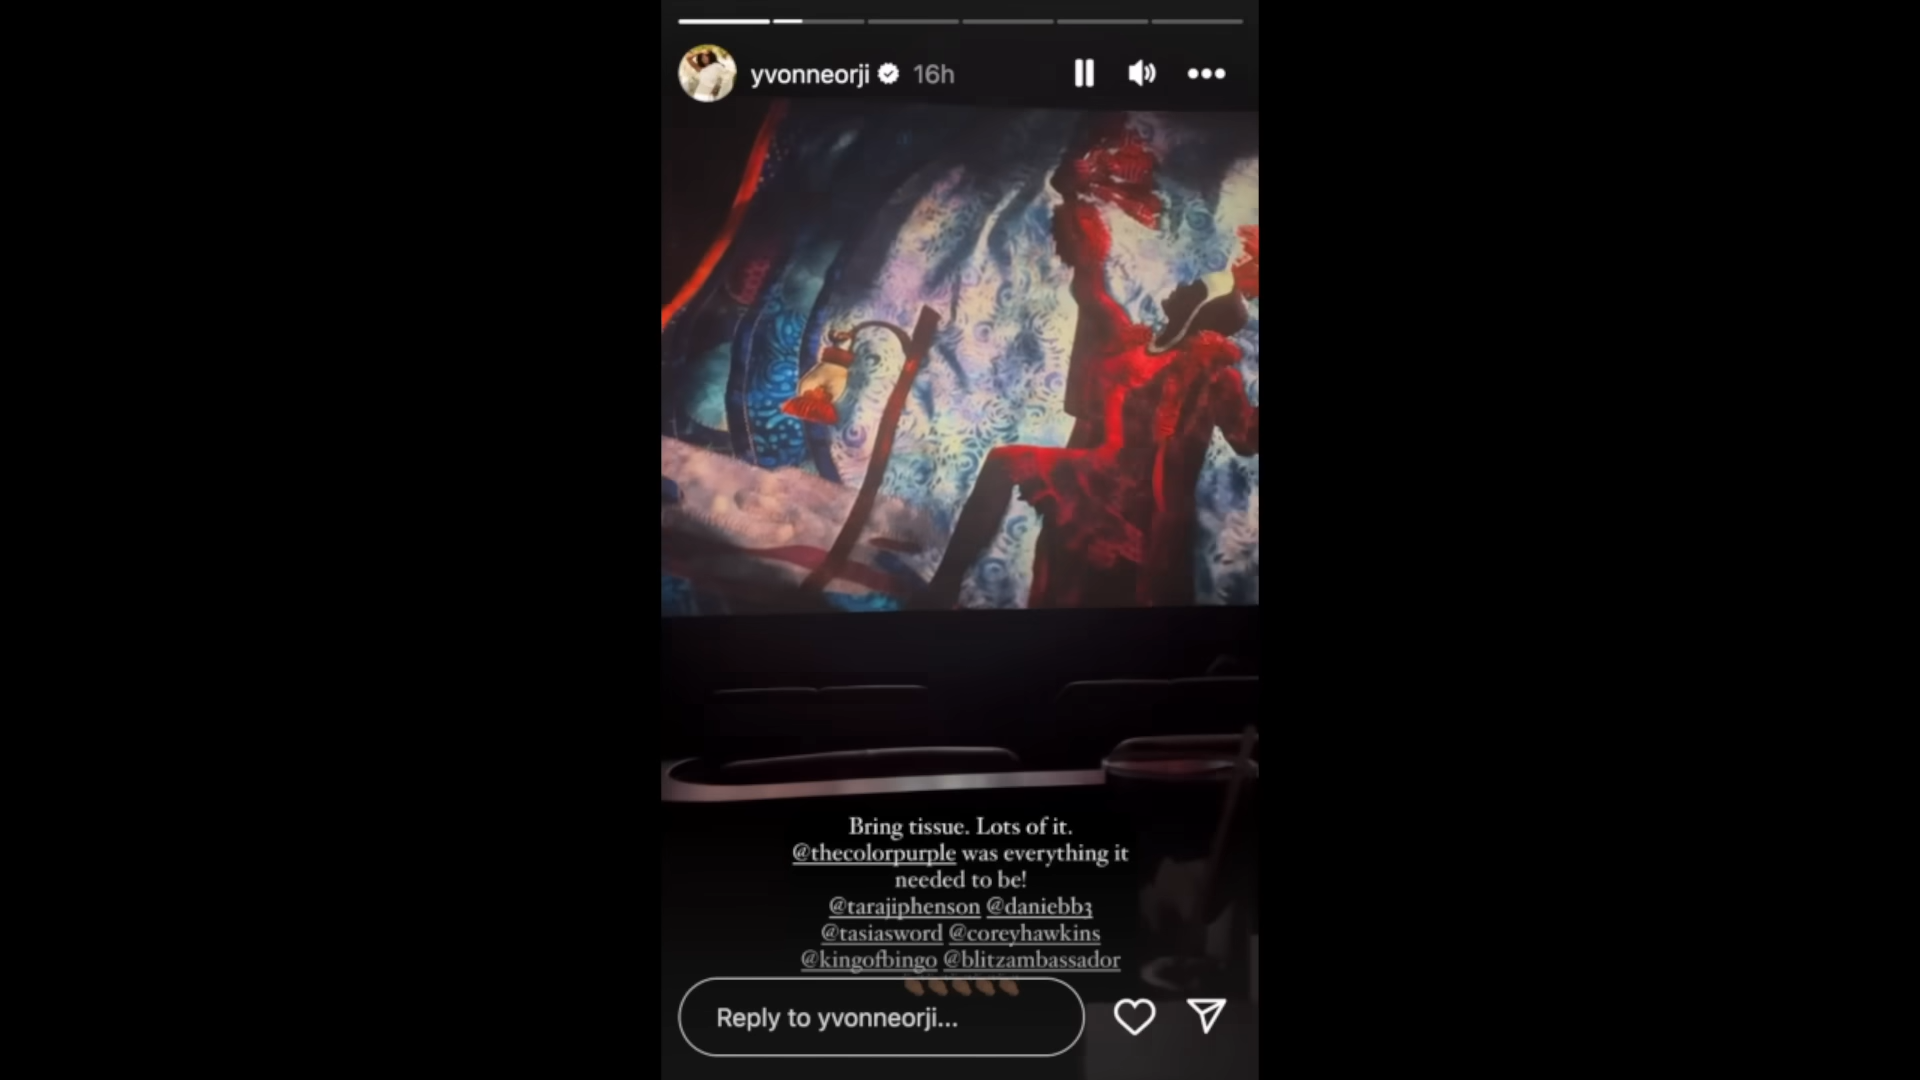 yvonneorji 16h
Bring tissue. Lots of it.
@thecolorpurple was everything it
needed to be!
@tarajiphenson @daniebb3
@tasiasword @coreyhawkins
@kingofbingo @blitzambassador
Reply to yvonneorji...